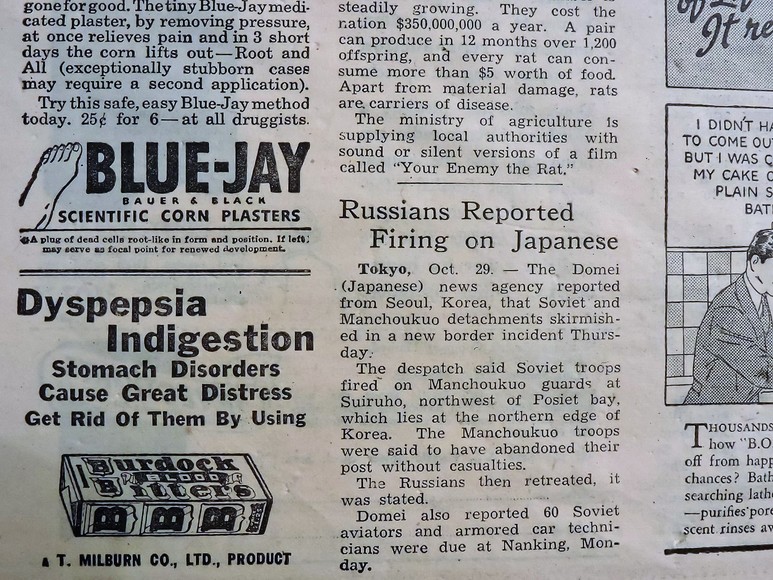 gone for good. The tiny Blue-Jay medi-
cated plaster, by removing pressure,
at once relieves pain and in 3 short
days the corn lifts out—Root and
All (exceptionally stubborn cases
may require a second application).
Try this safe, easy Blue-Jay method
today. 25¢ for 6—at all druggists.
BLUE-JAY
BAUER & BLACK
SCIENTIFIC CORN PLASTERS
A plug of dead cells root-like in form and position. If left,
may serve as focal point for renewed development.
Dyspepsia
Indigestion
Stomach Disorders
Cause Great Distress
Get Rid Of Them By Using
Burdock
BLOOD
Bitters
B B B
T. MILBURN CO., LTD., PRODUCT
steadily growing. They cost the
nation $350,000,000 a year. A pair
can produce in 12 months over 1,200
offspring, and every rat can con-
sume more than $5 worth of food.
Apart from material damage, rats
are carriers of disease.
The ministry of agriculture is
supplying local authorities with
sound or silent versions of a film
called "Your Enemy the Rat."
Russians Reported
Firing on Japanese
Tokyo, Oct. 29. — The Domei
(Japanese) news agency reported
from Seoul, Korea, that Soviet and
Manchoukuo detachments skirmish-
ed in a new border incident Thurs-
day.
The despatch said Soviet troops
fired on Manchoukuo guards at
Suiruho, northwest of Posiet bay,
which lies at the northern edge of
Korea. The Manchoukuo troops
were said to have abandoned their
post without casualties.
The Russians then retreated, it
was stated.
Domei also reported 60 Soviet
aviators and armored car techni-
cians were due at Nanking, Mon-
day.
It re
I DIDN'T HA
TO COME OU
BUT I WAS
MY CAKE O
PLAIN S
BAT
THOUSANDS
how "B.O.
off from happ
chances? Bath
searching lathe
—purifies pore
scent rinses aw